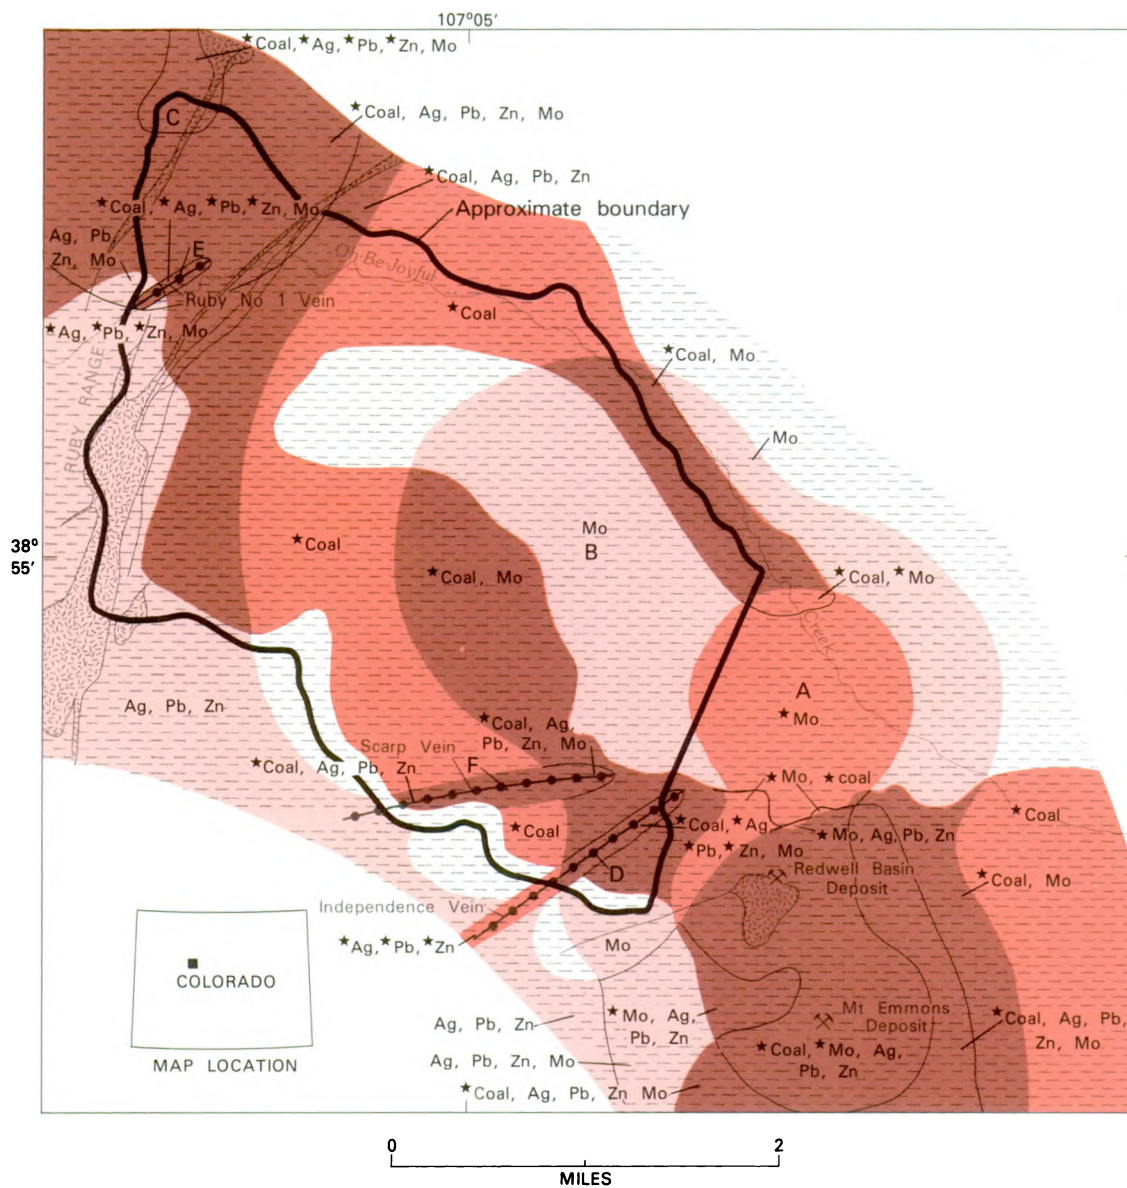 107°05′
★Coal, ★Ag, ★Pb, ★Zn, Mo
★Coal, Ag, Pb, Zn, Mo
C
★Coal, Ag, Pb, Zn
★Coal, ★Ag, ★Pb, ★Zn, Mo
Approximate boundary
Ag, Pb,
Zn, Mo
E
Oh-Be-Joyful
Ruby No 1 Vein
★Coal
★Ag, ★Pb, ★Zn, Mo
★Coal, Mo
RUBY RANGE
Mo
Mo
B
38°
55′
★Coal
★Coal, Mo
★Coal, ★Mo
Creek
A
★Mo
Ag, Pb, Zn
★Coal, Ag,
Pb, Zn, Mo
Scarp Vein
F
★Coal, Ag, Pb, Zn
★Mo, ★coal
★Coal
★Coal
★Coal, ★Ag,
★Pb, ★Zn, Mo
★Mo, Ag, Pb, Zn
D
Redwell Basin
Deposit
★Coal, Mo
Independence Vein
★Ag, ★Pb, ★Zn
Mo
COLORADO
MAP LOCATION
Ag, Pb, Zn
★Mo, Ag,
Pb, Zn
Mt Emmons
Deposit
★Coal, Ag, Pb,
Zn, Mo
★Coal, ★Mo, Ag,
Pb, Zn
Ag, Pb, Zn, Mo
★Coal, Ag, Pb, Zn Mo
0
2
MILES